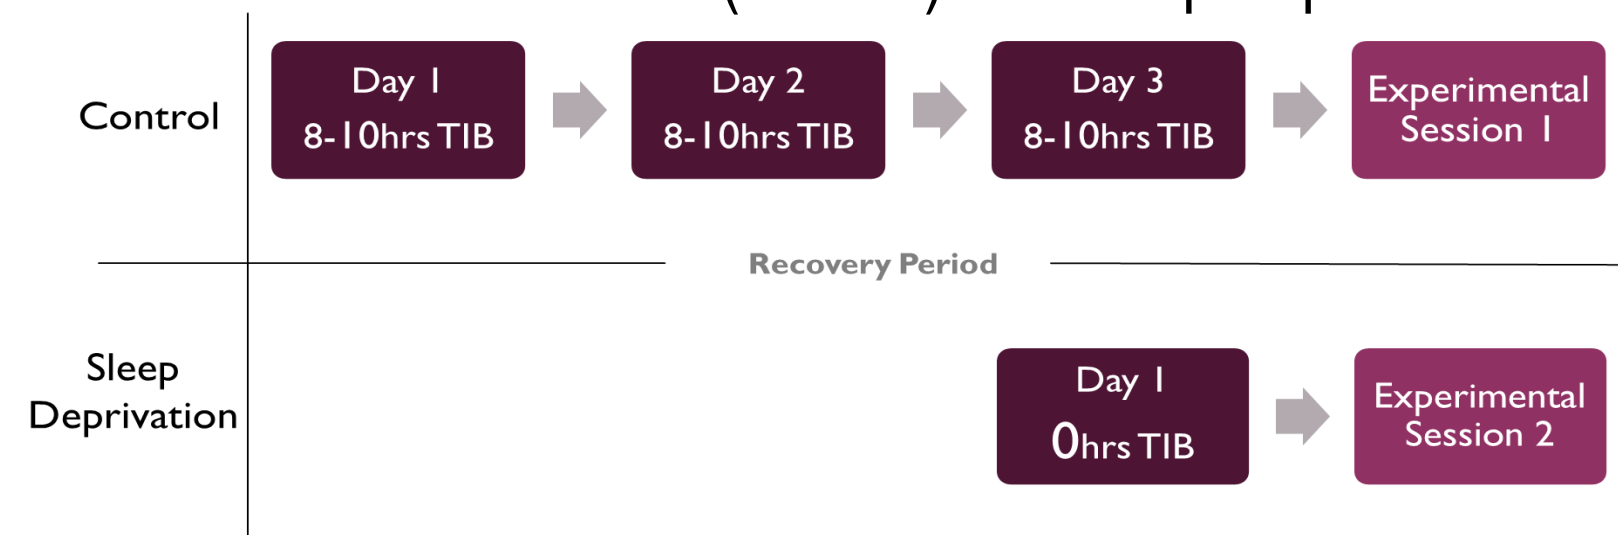 Control
Day 1
8-10hrs TIB
Day 2
8-10hrs TIB
Day 3
8-10hrs TIB
Experimental
Session 1
Recovery Period
Sleep
Deprivation
Day 1
0hrs TIB
Experimental
Session 2